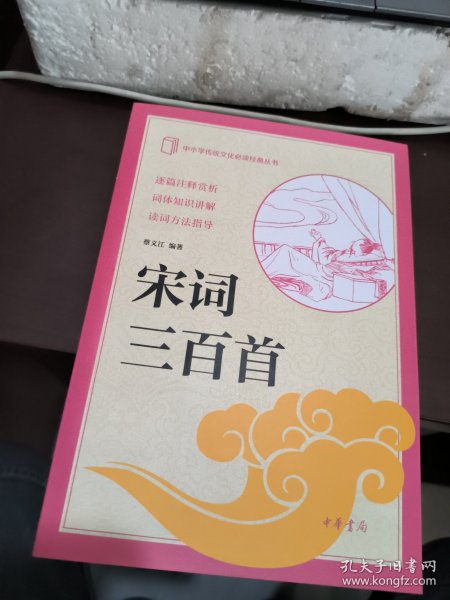 中小学传统文化必读经典丛书
逐篇注释赏析
词体知识讲解
读词方法指导
蔡义江 编著
宋词
三百首
中华书局
孔夫子旧书网
www.kongfz.com